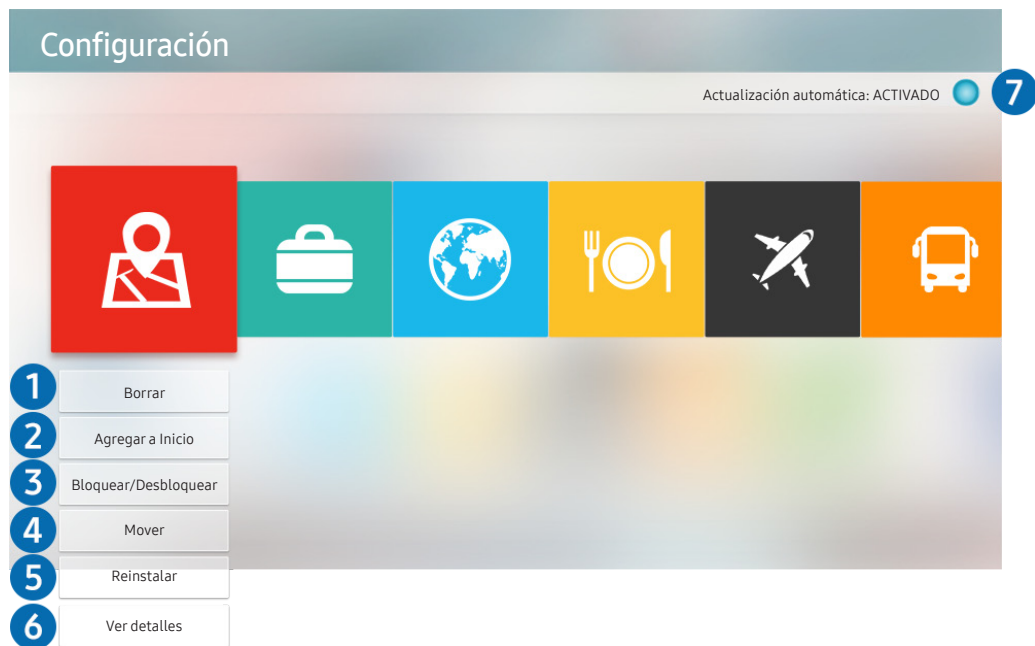 Configuración
Actualización automática: ACTIVADO 7
1 Borrar
2 Agregar a Inicio
3 Bloquear/Desbloquear
4 Mover
5 Reinstalar
6 Ver detalles